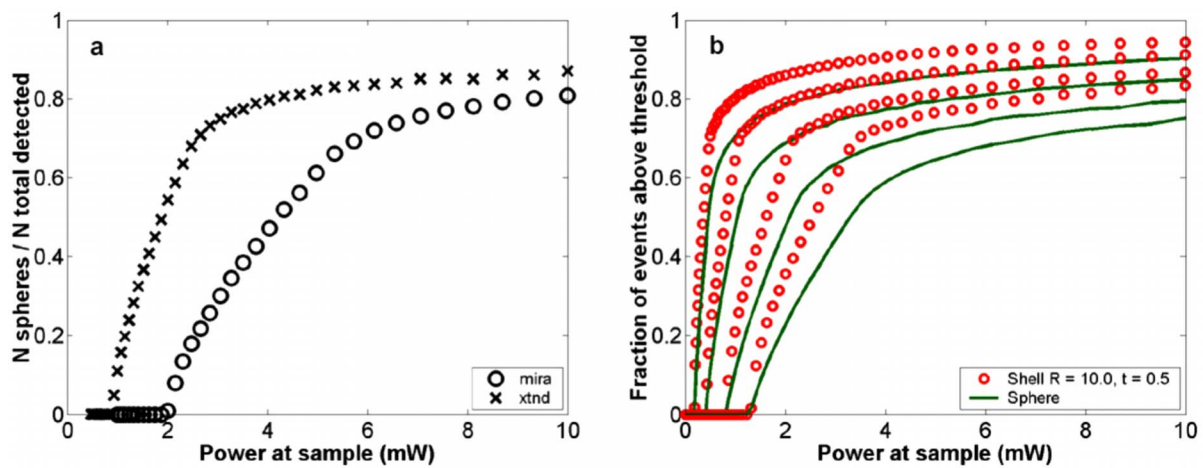 a
1
0.8
0.6
0.4
0.2
0
N spheres / N total detected
mira
xtnd
0 2 4 6 8 10
Power at sample (mW)
b
1
0.8
0.6
0.4
0.2
0
Fraction of events above threshold
Shell R = 10.0, t = 0.5
Sphere
0 2 4 6 8 10
Power at sample (mW)